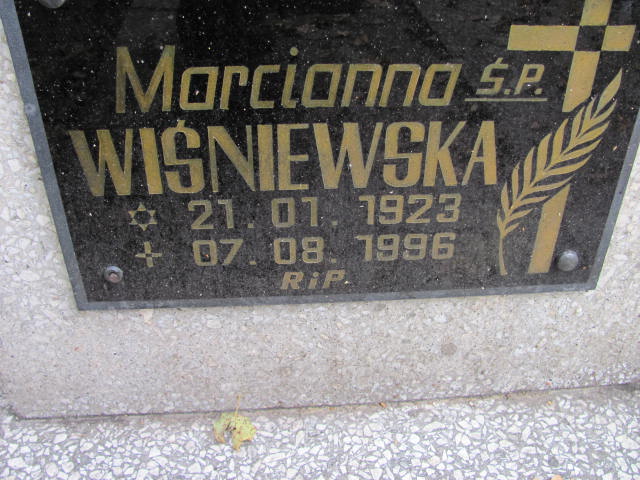 Marcianna Ś.P.
WIŚNIEWSKA
21.01.1923
07.08.1996
RiP